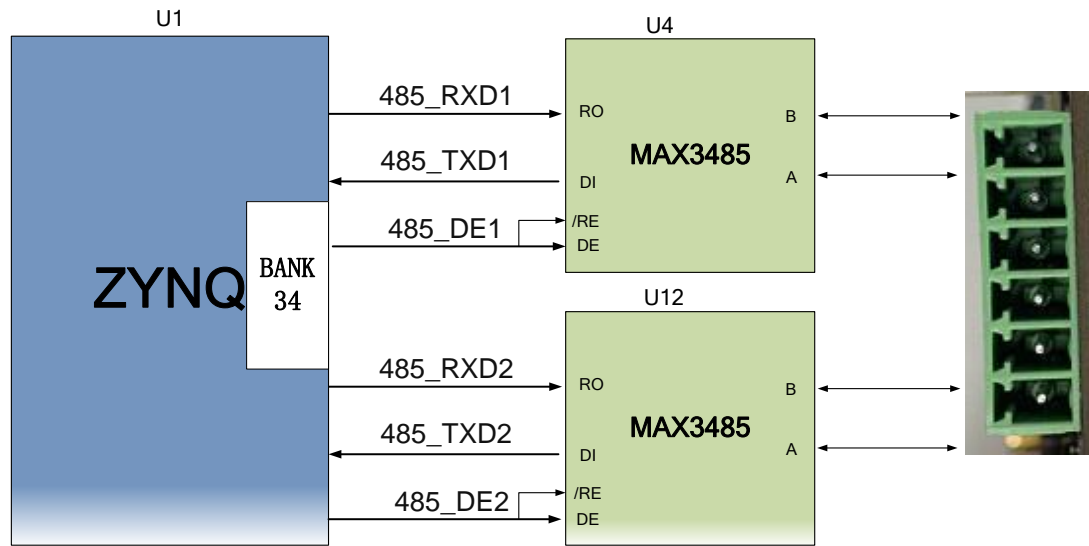 U1
ZYNQ
BANK
34
485_RXD1
485_TXD1
485_DE1
U4
RO
DI
/RE
DE
MAX3485
B
A
485_RXD2
485_TXD2
485_DE2
U12
RO
DI
/RE
DE
MAX3485
B
A